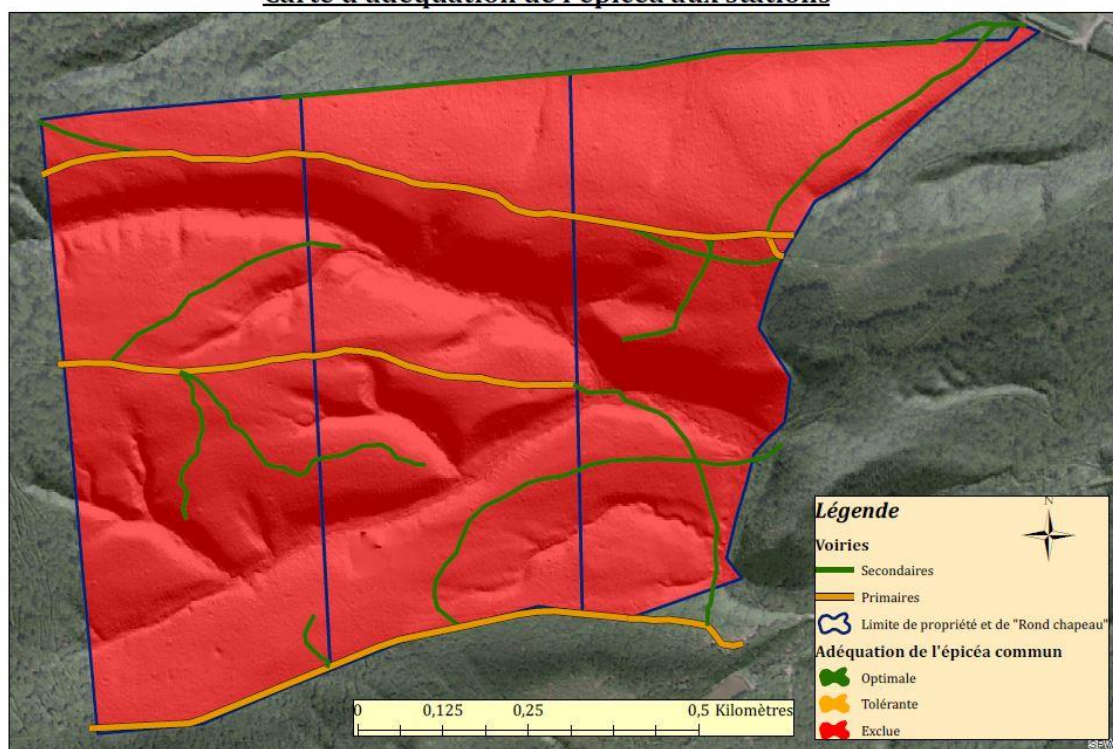 Carte d'adéquation de l'épicéa aux stations
Légende
N
Voiries
Secondaires
Primaires
Limite de propriété et de "Rond chapeau"
Adéquation de l'épicéa commun
Optimale
Tolérante
Exclue
0 0,125 0,25 0,5 Kilomètres